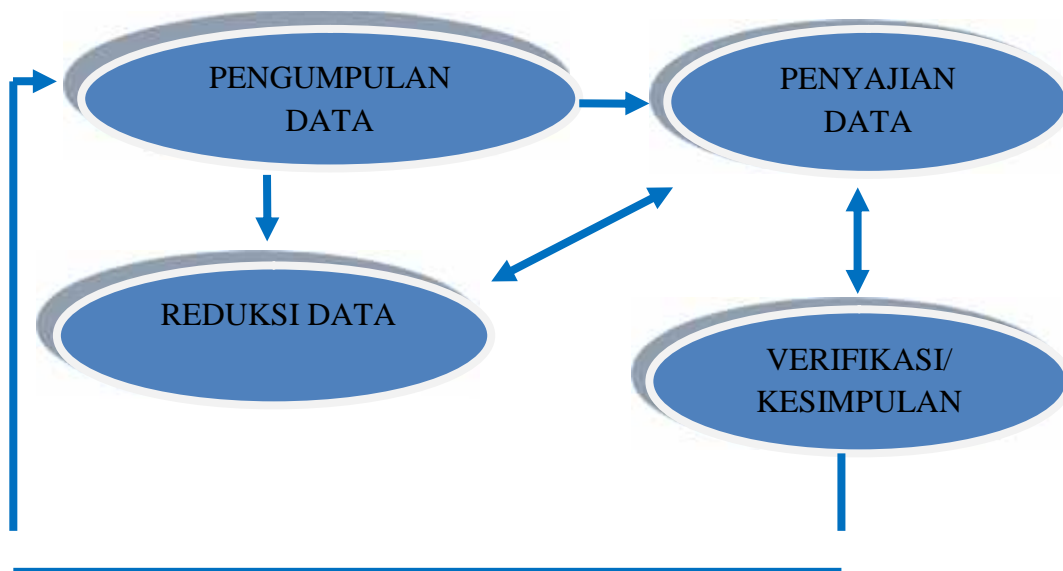 PENGUMPULAN
DATA
PENYAJIAN
DATA
REDUKSI DATA
VERIFIKASI/
KESIMPULAN